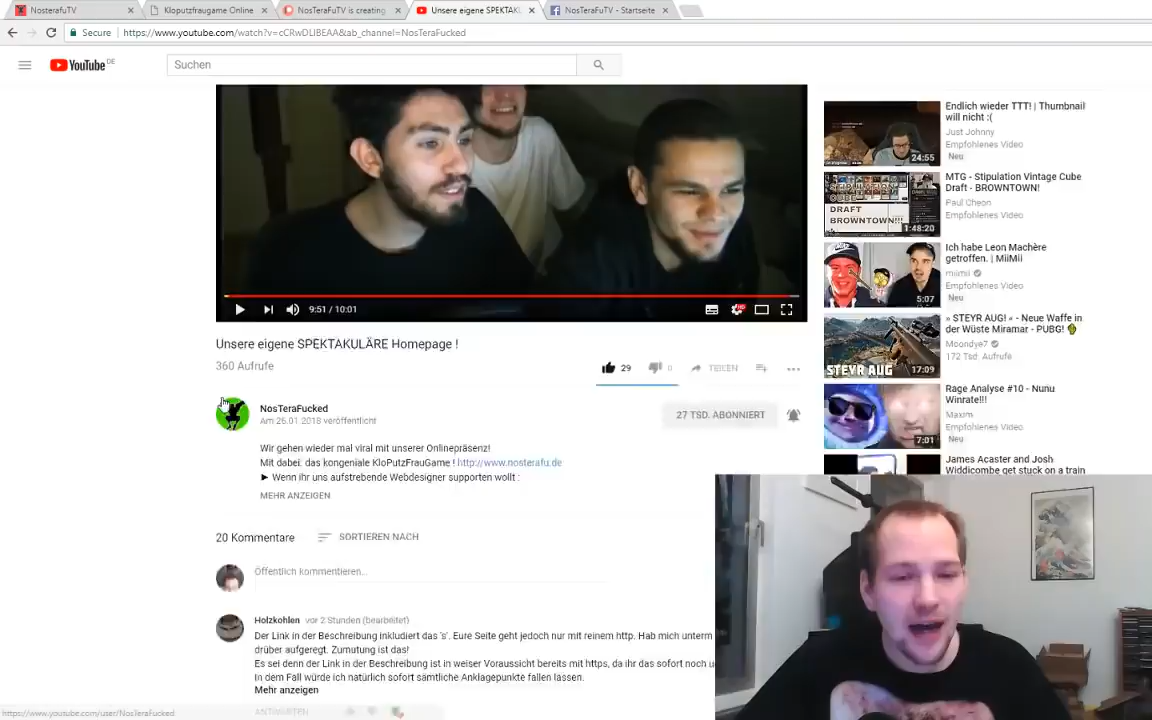 NosterafuTV
Kloputzfraugame Online
NosTeraFuTV is creating
Unsere eigene SPEKTAK
NosTeraFuTV - Startseite
Secure
https://www.youtube.com/watch?v=cCRwDLlBEAA&ab_channel=NosTeraFucked
YouTube DE
Suchen
9:51 / 10:01
Unsere eigene SPEKTAKULÄRE Homepage !
360 Aufrufe
29
0
TEILEN
NosTeraFucked
Am 26.01.2018 veröffentlicht
27 TSD. ABONNIERT
Wir gehen wieder mal viral mit unserer Onlinepräsenz!
Mit dabei: das kongeniale KloPutzFrauGame ! http://www.nosterafu.de
► Wenn ihr uns aufstrebende Webdesigner supporten wollt :
MEHR ANZEIGEN
20 Kommentare
SORTIEREN NACH
Öffentlich kommentieren...
Holzkohlen vor 2 Stunden (bearbeitet)
Der Link in der Beschreibung inkludiert das 's'. Eure Seite geht jedoch nur mit reinem http. Hab mich unterm
drüber aufgeregt. Zumutung ist das!
Es sei denn der Link in der Beschreibung ist in weiser Voraussicht bereits mit https, da ihr das sofort noch u
In dem Fall würde ich natürlich sofort sämtliche Anklagepunkte fallen lassen.
Mehr anzeigen
ANTWORTEN
https://www.youtube.com/user/NosTeraFucked
Endlich wieder TTT! | Thumbnail
will nicht :(
Just Johnny
Empfohlenes Video
Neu
24:55
MTG - Stipulation Vintage Cube
Draft - BROWNTOWN!
Paul Cheon
Empfohlenes Video
DRAFT
BROWNTOWN!!!
1:48:20
Ich habe Leon Machère
getroffen. | MiiMii
miimii
Empfohlenes Video
Neu
5:07
» STEYR AUG! « - Neue Waffe in
der Wüste Miramar - PUBG!
Moondye7
172 Tsd. Aufrufe
STEYR AUG
17:09
Rage Analyse #10 - Nunu
Winrate!!!
Maxim
Empfohlenes Video
Neu
7:01
James Acaster and Josh
Widdicombe get stuck on a train